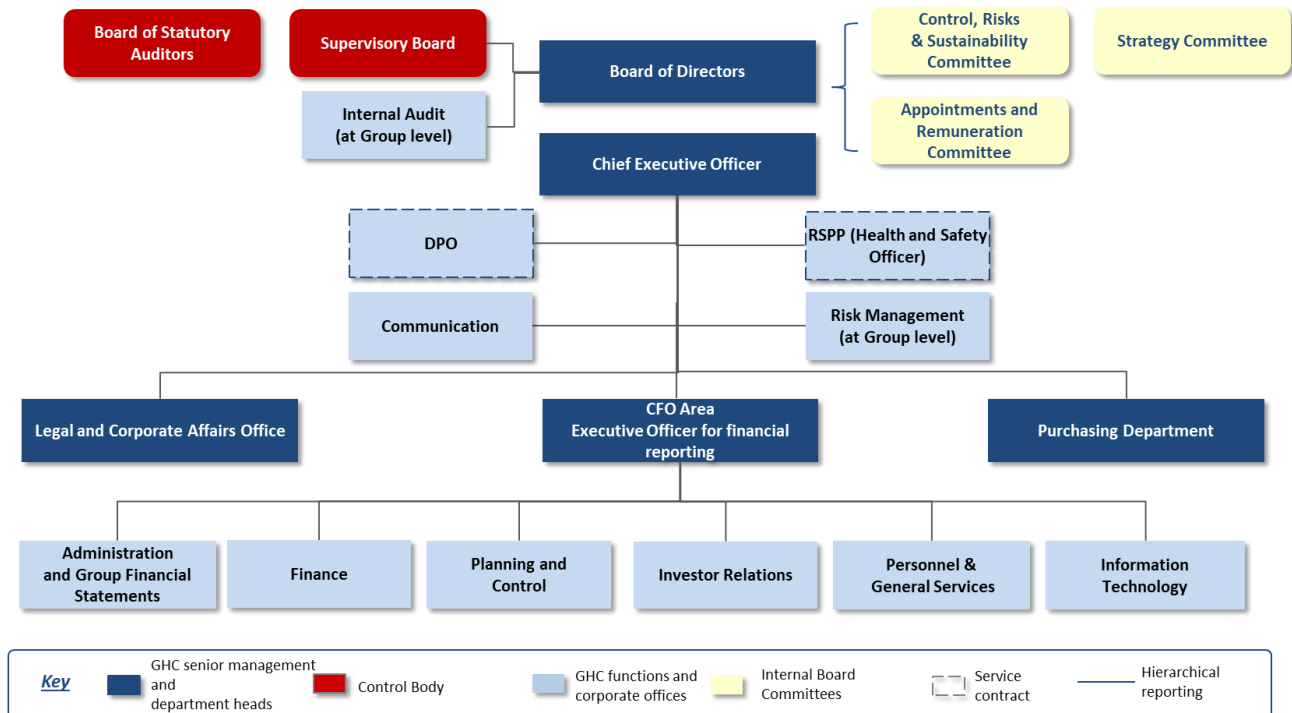 Board of Statutory
Auditors
Supervisory Board
Board of Directors
Control, Risks
& Sustainability
Committee
Strategy Committee
Internal Audit
(at Group level)
Appointments and
Remuneration
Committee
Chief Executive Officer
DPO
RSPP (Health and Safety
Officer)
Communication
Risk Management
(at Group level)
Legal and Corporate Affairs Office
CFO Area
Executive Officer for financial
reporting
Purchasing Department
Administration
and Group Financial
Statements
Finance
Planning and
Control
Investor Relations
Personnel &
General Services
Information
Technology
Key
GHC senior management
and
department heads
Control Body
GHC functions and
corporate offices
Internal Board
Committees
Service
contract
Hierarchical
reporting